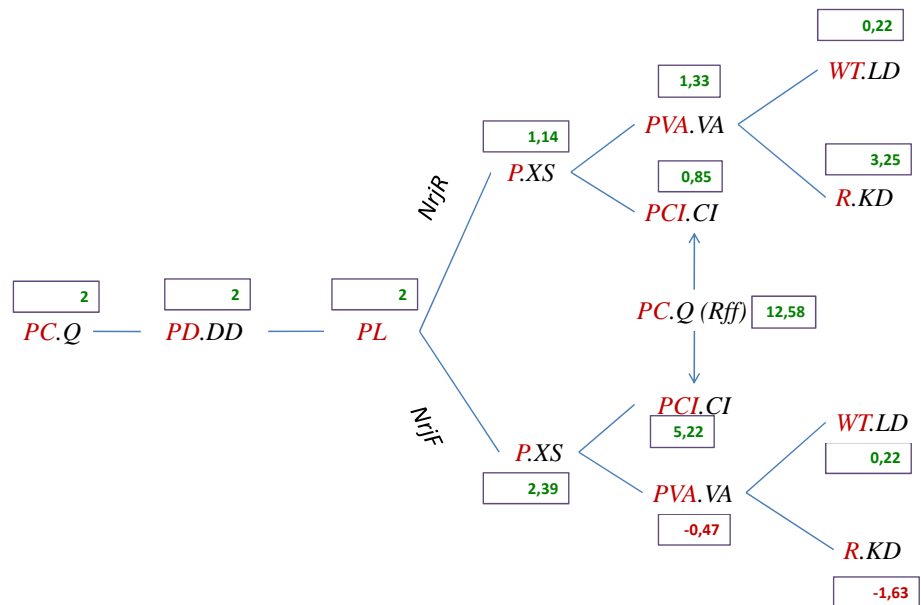 0,22
WT.LD
1,33
PVA.VA
1,14
P.XS
3,25
R.KD
0,85
PCI.CI
NrjR
2
PC.Q
2
PD.DD
2
PL
PC.Q (Rff)
12,58
NrjF
PCI.CI
5,22
WT.LD
0,22
P.XS
2,39
PVA.VA
-0,47
R.KD
-1,63